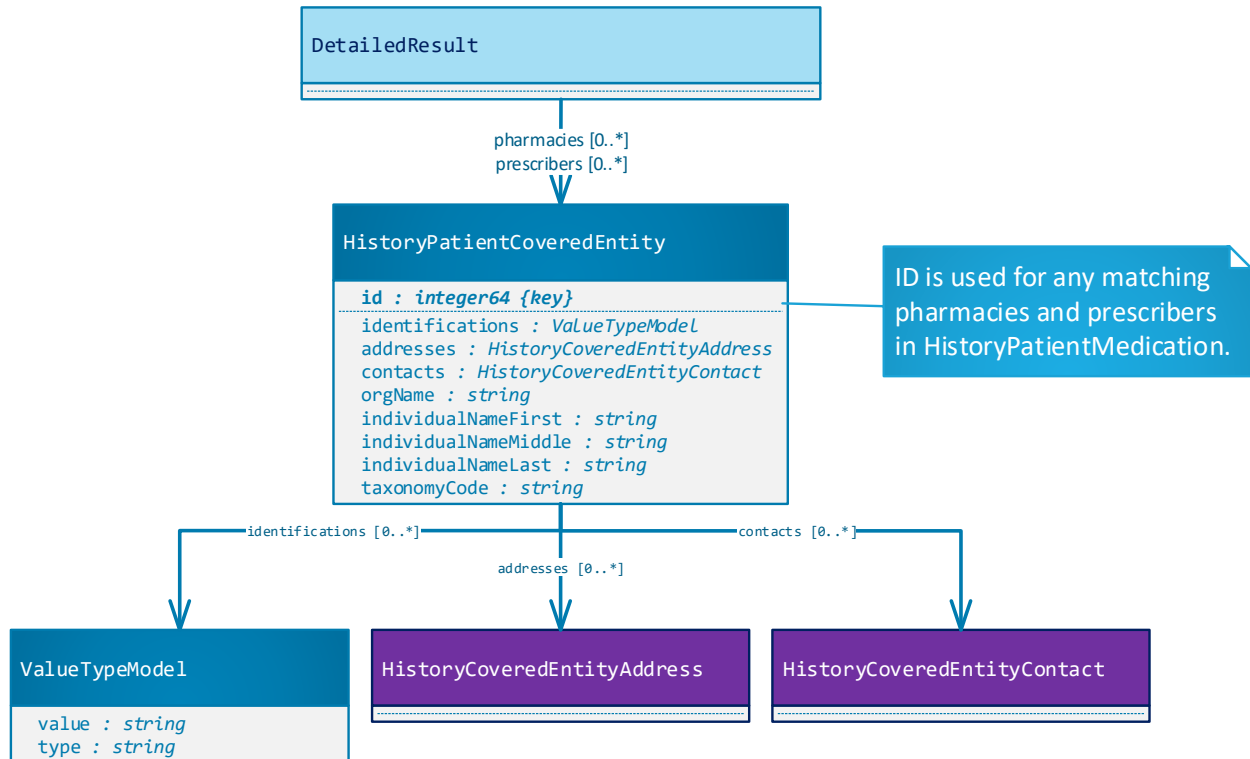 DetailedResult
pharmacies [0..*]
prescribers [0..*]
HistoryPatientCoveredEntity
id : integer64 {key}
identifications : ValueTypeModel
addresses : HistoryCoveredEntityAddress
contacts : HistoryCoveredEntityContact
orgName : string
individualNameFirst : string
individualNameMiddle : string
individualNameLast : string
taxonomyCode : string
ID is used for any matching
pharmacies and prescribers
in HistoryPatientMedication.
identifications [0..*]
contacts [0..*]
addresses [0..*]
ValueTypeModel
value : string
type : string
HistoryCoveredEntityAddress
HistoryCoveredEntityContact